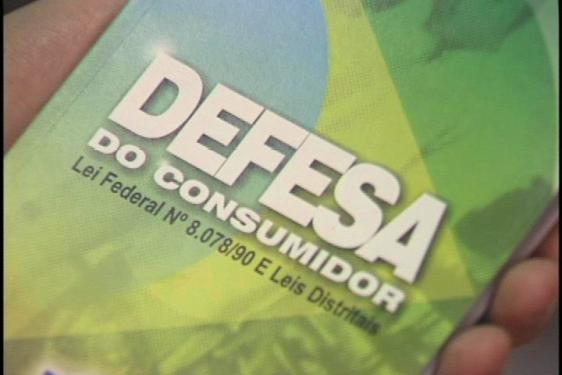 DEFESA
DO CONSUMIDOR
Lei Federal Nº 8.078/90 E Leis Distritais